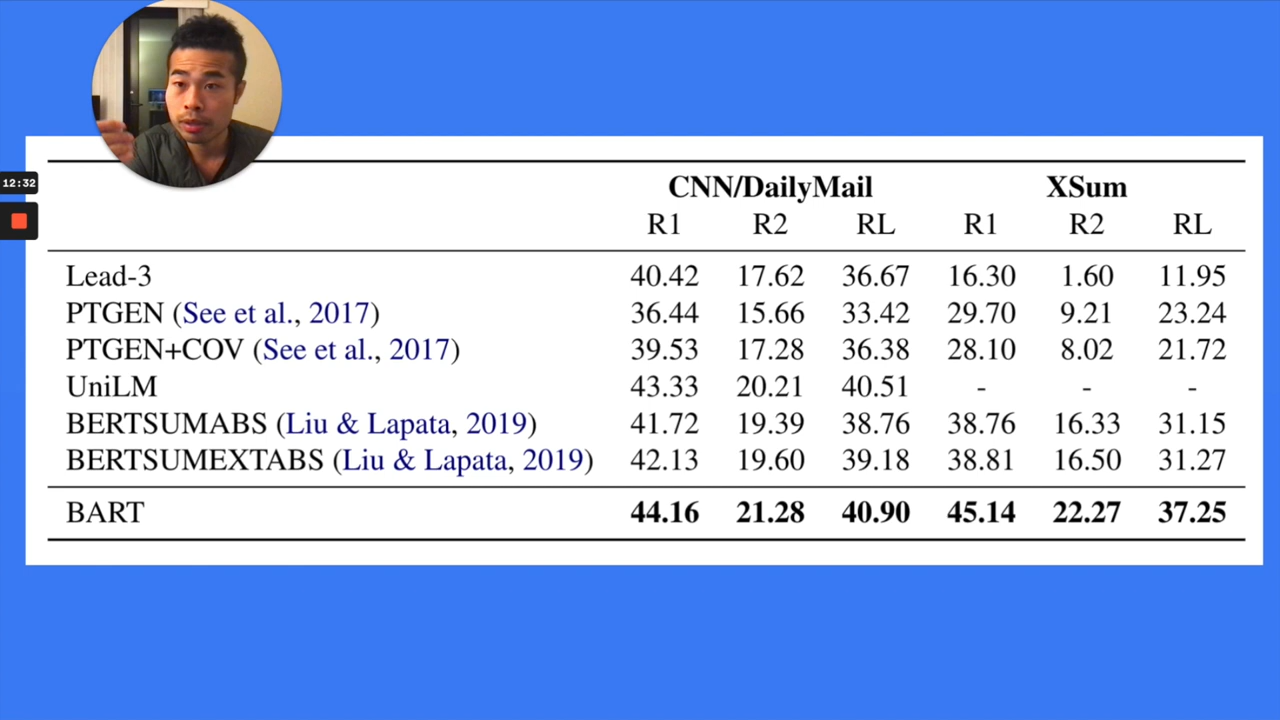 12:32
CNN/DailyMail XSum
R1 R2 RL R1 R2 RL
Lead-3 40.42 17.62 36.67 16.30 1.60 11.95
PTGEN (See et al., 2017) 36.44 15.66 33.42 29.70 9.21 23.24
PTGEN+COV (See et al., 2017) 39.53 17.28 36.38 28.10 8.02 21.72
UniLM 43.33 20.21 40.51 - - -
BERTSUMABS (Liu & Lapata, 2019) 41.72 19.39 38.76 38.76 16.33 31.15
BERTSUMEXTABS (Liu & Lapata, 2019) 42.13 19.60 39.18 38.81 16.50 31.27
BART 44.16 21.28 40.90 45.14 22.27 37.25